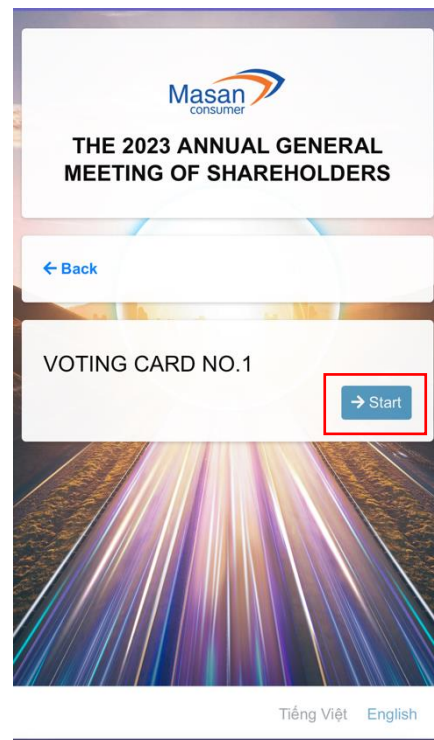 Masan
consumer
THE 2023 ANNUAL GENERAL
MEETING OF SHAREHOLDERS
← Back
VOTING CARD NO.1
→ Start
Tiếng Việt English